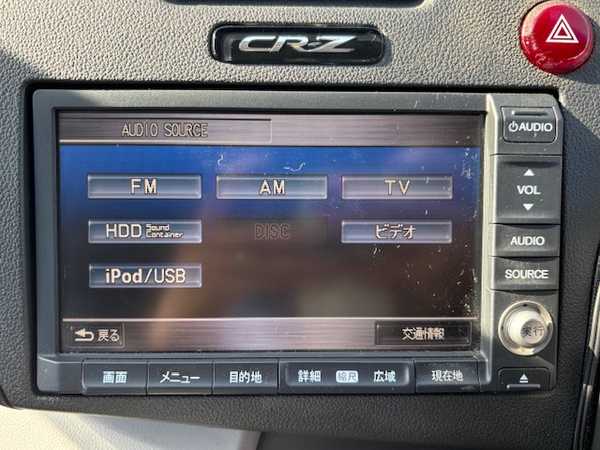 CR-Z
AUDIO SOURCE
AUDIO
FM
AM
TV
VOL
HDD Sound Container
DISC
ビデオ
AUDIO
iPod/USB
SOURCE
戻る
交通情報
実行
画面
メニュー
目的地
詳細 縮尺 広域
現在地